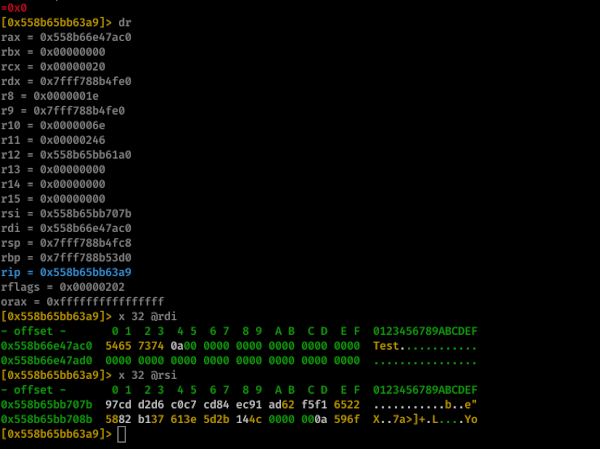 =0x0
[0x558b65bb63a9]> dr
rax = 0x558b66e47ac0
rbx = 0x00000000
rcx = 0x00000020
rdx = 0x7fff788b4fe0
r8 = 0x0000001e
r9 = 0x7fff788b4fe0
r10 = 0x0000006e
r11 = 0x00000246
r12 = 0x558b65bb61a0
r13 = 0x00000000
r14 = 0x00000000
r15 = 0x00000000
rsi = 0x558b65bb707b
rdi = 0x558b66e47ac0
rsp = 0x7fff788b4fc8
rbp = 0x7fff788b53d0
rip = 0x558b65bb63a9
rflags = 0x00000202
orax = 0xffffffffffffffff
[0x558b65bb63a9]> x 32 @rdi
- offset -       0 1  2 3  4 5  6 7  8 9  A B  C D  E F  0123456789ABCDEF
0x558b66e47ac0  5465 7374 0a00 0000 0000 0000 0000 0000  Test............
0x558b66e47ad0  0000 0000 0000 0000 0000 0000 0000 0000  ................
[0x558b65bb63a9]> x 32 @rsi
- offset -       0 1  2 3  4 5  6 7  8 9  A B  C D  E F  0123456789ABCDEF
0x558b65bb707b  97cd d2d6 c0c7 cd84 ec91 ad62 f5f1 6522  ...........b..e"
0x558b65bb708b  5882 b137 613e 5d2b 144c 0000 000a 596f  X..7a>]+.L....Yo
[0x558b65bb63a9]>